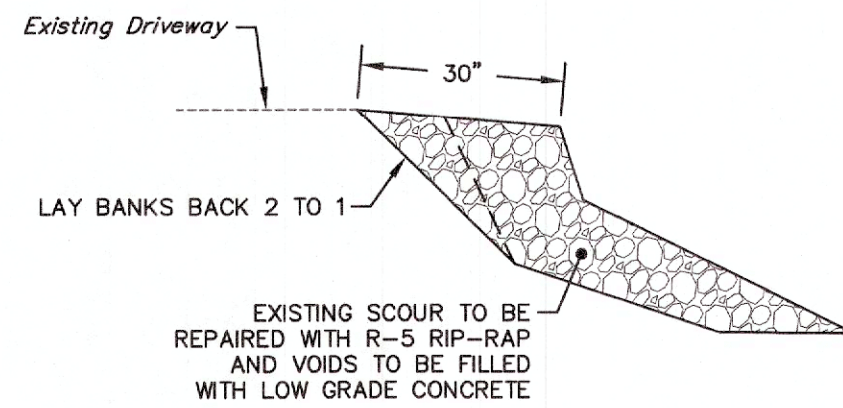 Existing Driveway
30"
LAY BANKS BACK 2 TO 1
EXISTING SCOUR TO BE
REPAIRED WITH R-5 RIP-RAP
AND VOIDS TO BE FILLED
WITH LOW GRADE CONCRETE